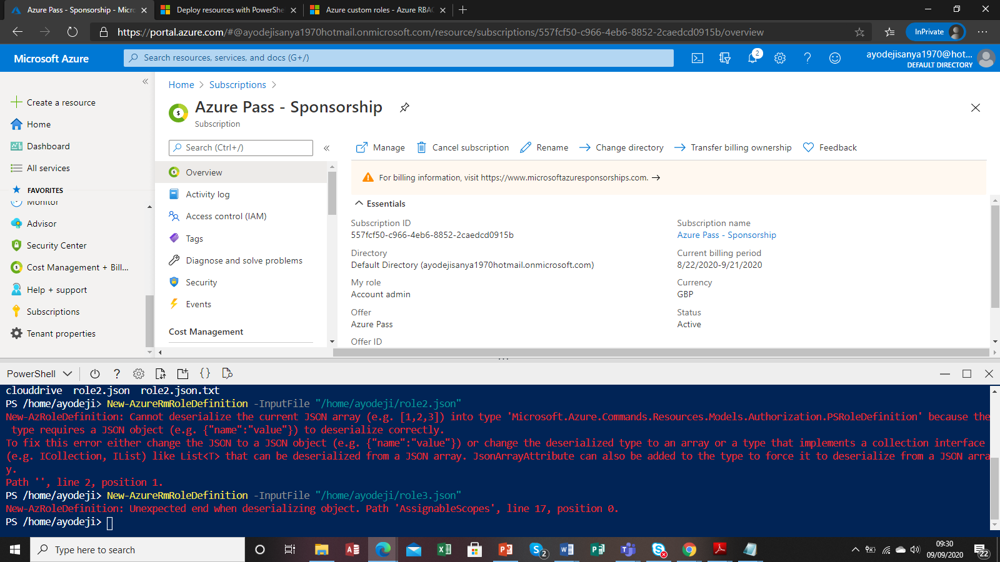 Azure Pass - Sponsorship - Micro
Deploy resources with PowerShe
Azure custom roles - Azure RBAC
https://portal.azure.com/#@ayodejisanya1970hotmail.onmicrosoft.com/resource/subscriptions/557fcf50-c966-4eb6-8852-2caedcd0915b/overview
InPrivate
Microsoft Azure
Search resources, services, and docs (G+/)
2
ayodejisanya1970@hot...
DEFAULT DIRECTORY
Create a resource
Home
Dashboard
All services
FAVORITES
Monitor
Advisor
Security Center
Cost Management + Bill...
Help + support
Subscriptions
Tenant properties
Home > Subscriptions >
Azure Pass - Sponsorship
Subscription
Search (Ctrl+/)
Overview
Activity log
Access control (IAM)
Tags
Diagnose and solve problems
Security
Events
Cost Management
Manage
Cancel subscription
Rename
Change directory
Transfer billing ownership
Feedback
For billing information, visit https://www.microsoftazuresponsorships.com. →
Essentials
Subscription ID
557fcf50-c966-4eb6-8852-2caedcd0915b
Directory
Default Directory (ayodejisanya1970hotmail.onmicrosoft.com)
My role
Account admin
Offer
Azure Pass
Offer ID
Subscription name
Azure Pass - Sponsorship
Current billing period
8/22/2020-9/21/2020
Currency
GBP
Status
Active
PowerShell
clouddrive role2.json role2.json.txt
PS /home/ayodeji> New-AzureRmRoleDefinition -InputFile "/home/ayodeji/role2.json"
New-AzRoleDefinition: Cannot deserialize the current JSON array (e.g. [1,2,3]) into type 'Microsoft.Azure.Commands.Resources.Models.Authorization.PSRoleDefinition' because the
type requires a JSON object (e.g. {"name":"value"}) to deserialize correctly.
To fix this error either change the JSON to a JSON object (e.g. {"name":"value"}) or change the deserialized type to an array or a type that implements a collection interface
(e.g. ICollection, IList) like List<T> that can be deserialized from a JSON array. JsonArrayAttribute can also be added to the type to force it to deserialize from a JSON arra
y.
Path '', line 2, position 1.
PS /home/ayodeji> New-AzureRmRoleDefinition -InputFile "/home/ayodeji/role3.json"
New-AzRoleDefinition: Unexpected end when deserializing object. Path 'AssignableScopes', line 17, position 0.
PS /home/ayodeji>
Type here to search
2
09:30
09/09/2020
22